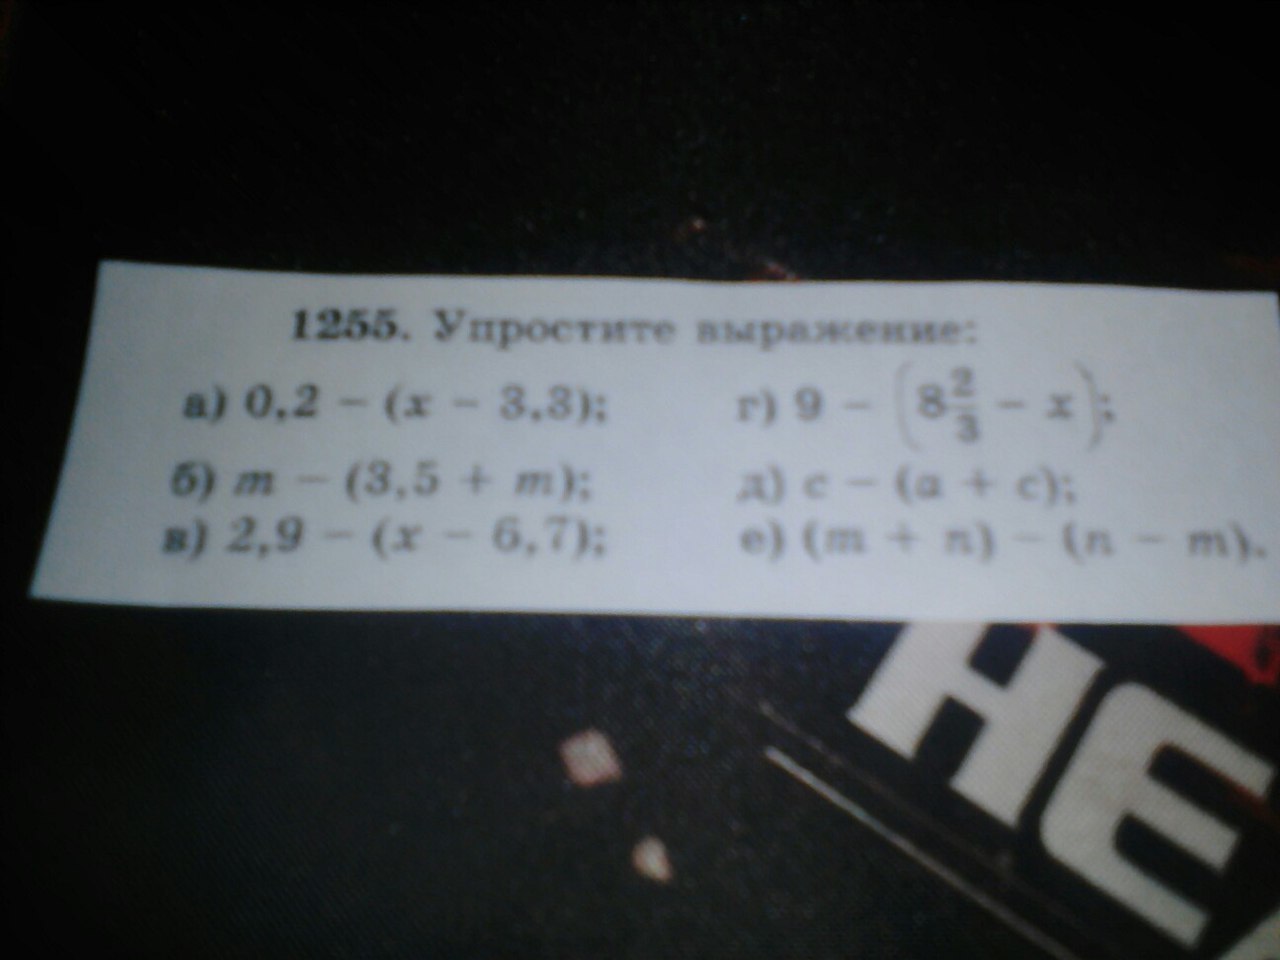 1255. Упростите выражение:
а) 0,2 − (x − 3,3);
б) m − (3,5 + m);
в) 2,9 − (x − 6,7);
г) 9 − (8 2/3 − x);
д) c − (a + c);
е) (m + n) − (n − m).
НЕ